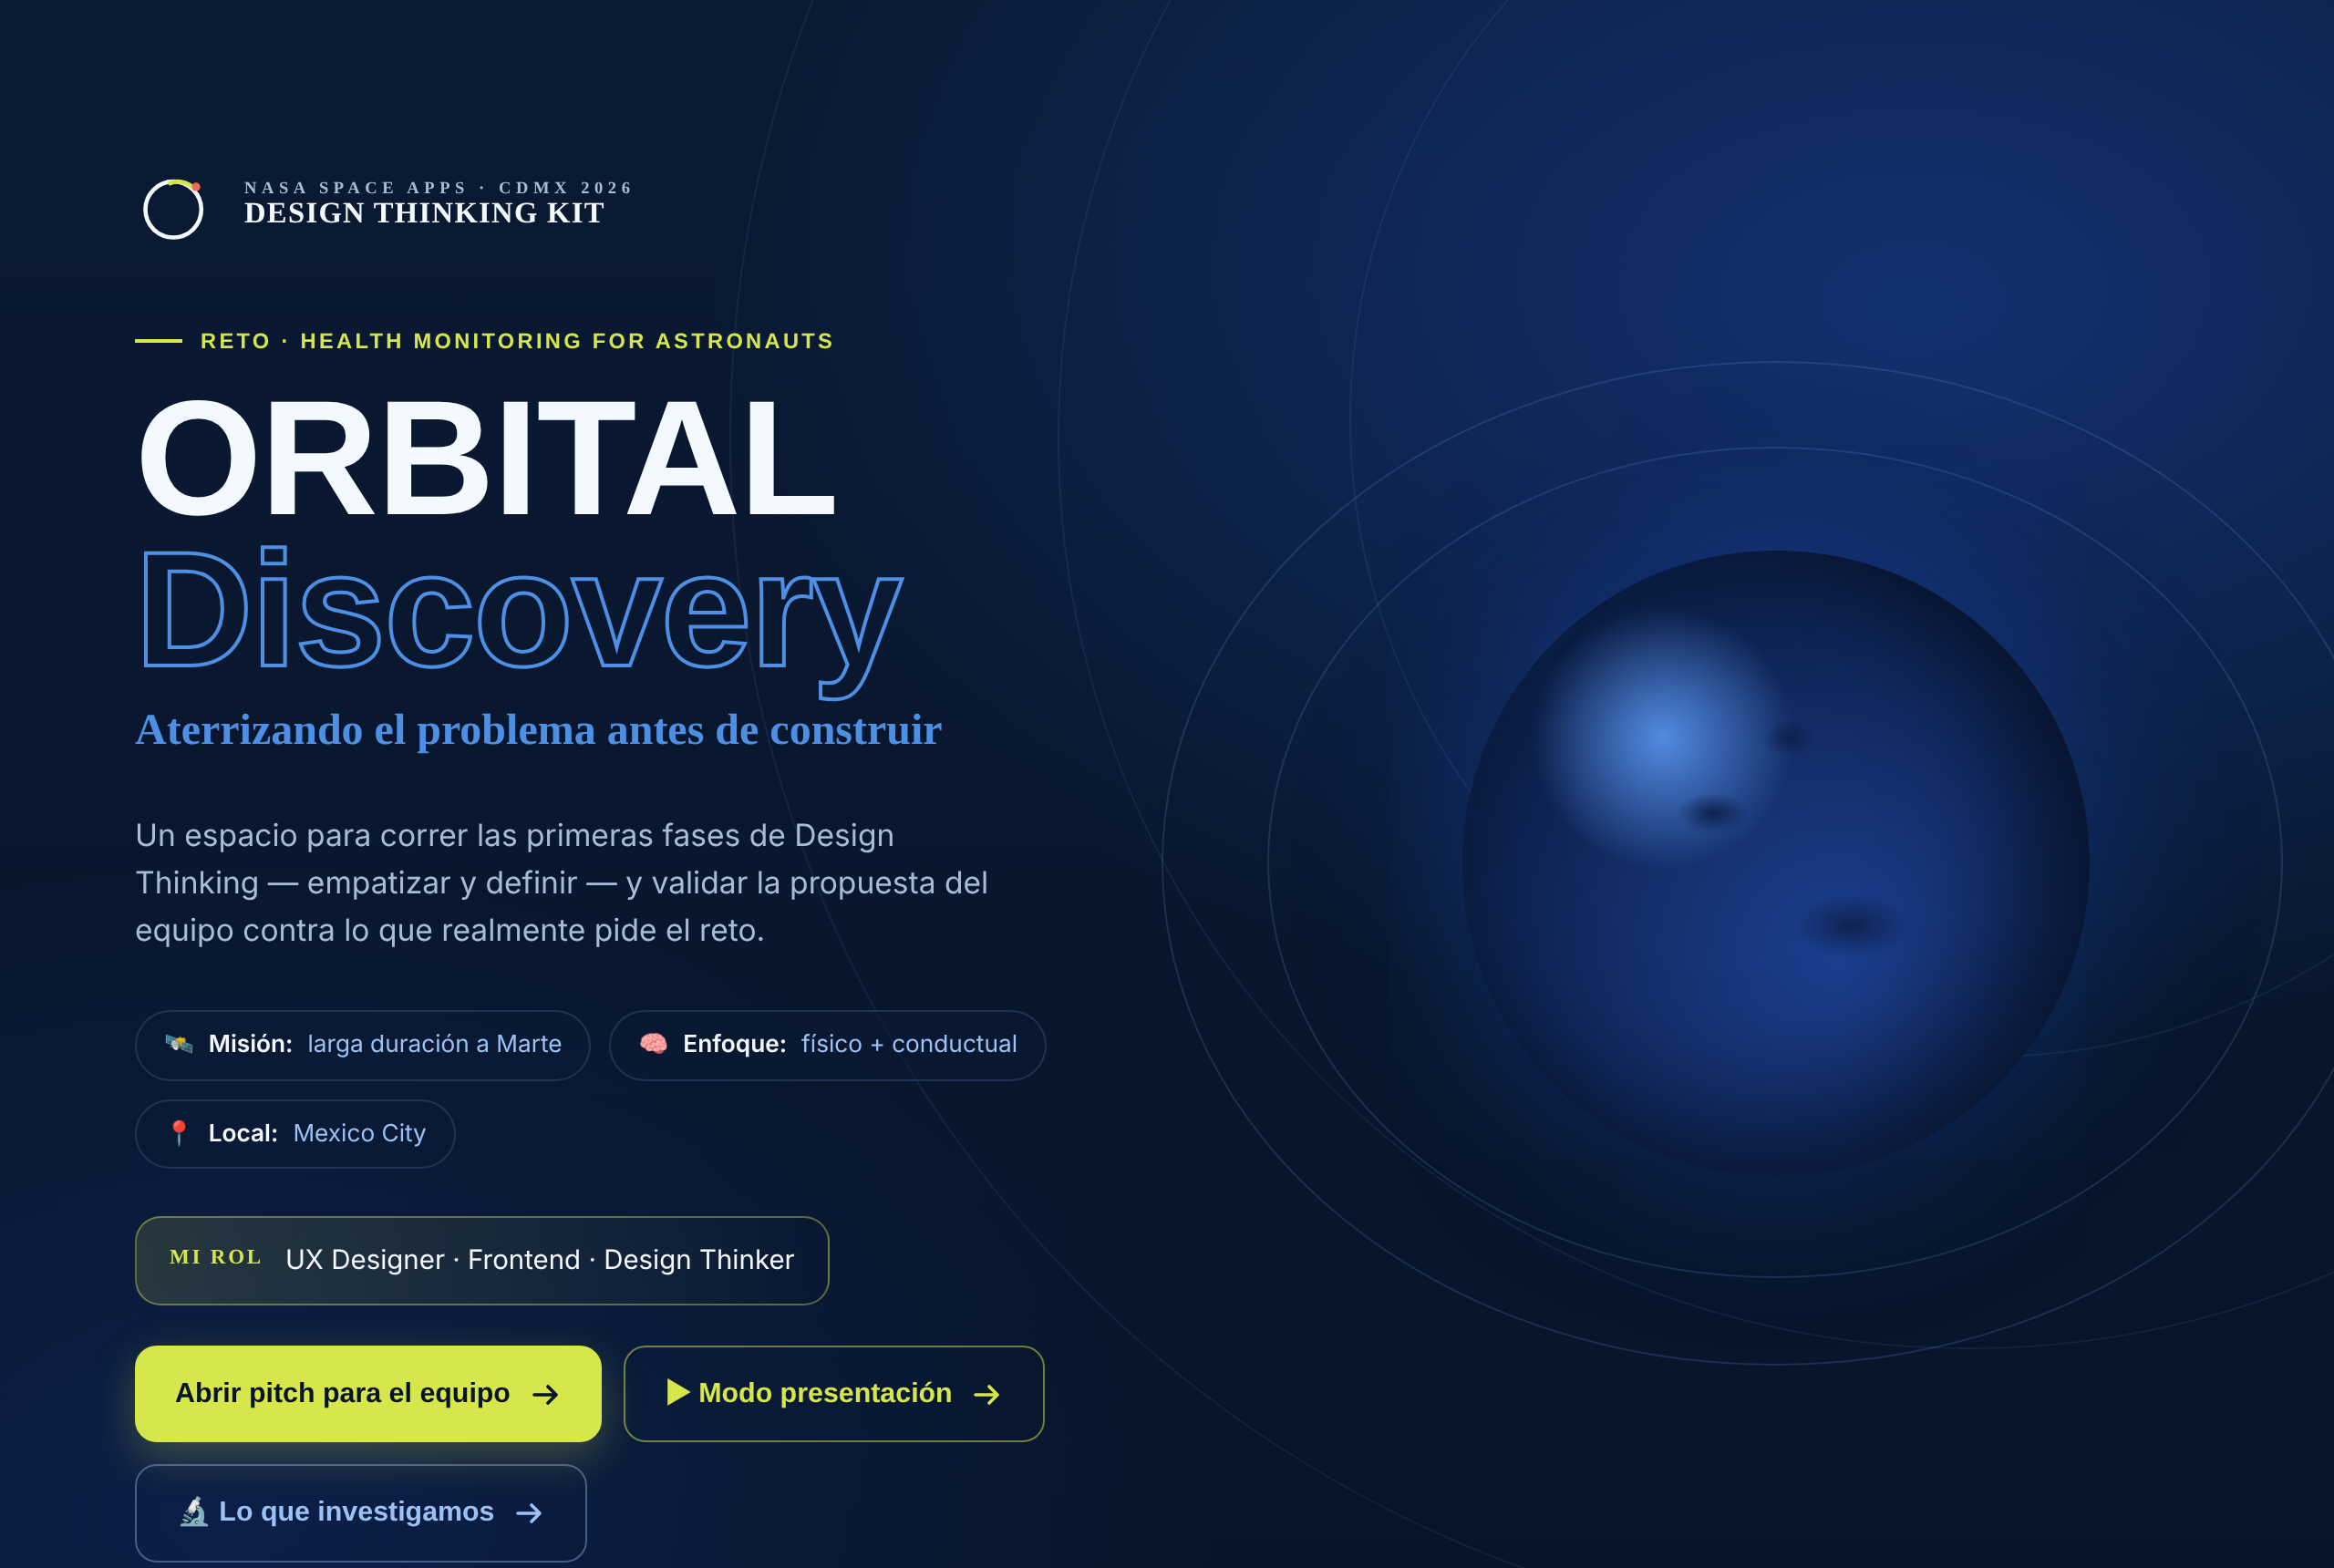 NASA SPACE APPS · CDMX 2026
DESIGN THINKING KIT
RETO · HEALTH MONITORING FOR ASTRONAUTS
ORBITAL
Discovery
Aterrizando el problema antes de construir
Un espacio para correr las primeras fases de Design
Thinking — empatizar y definir — y validar la propuesta del
equipo contra lo que realmente pide el reto.
🛰️ Misión: larga duración a Marte
🧠 Enfoque: físico + conductual
📍 Local: Mexico City
MI ROL UX Designer · Frontend · Design Thinker
Abrir pitch para el equipo →
▶ Modo presentación →
🔬 Lo que investigamos →